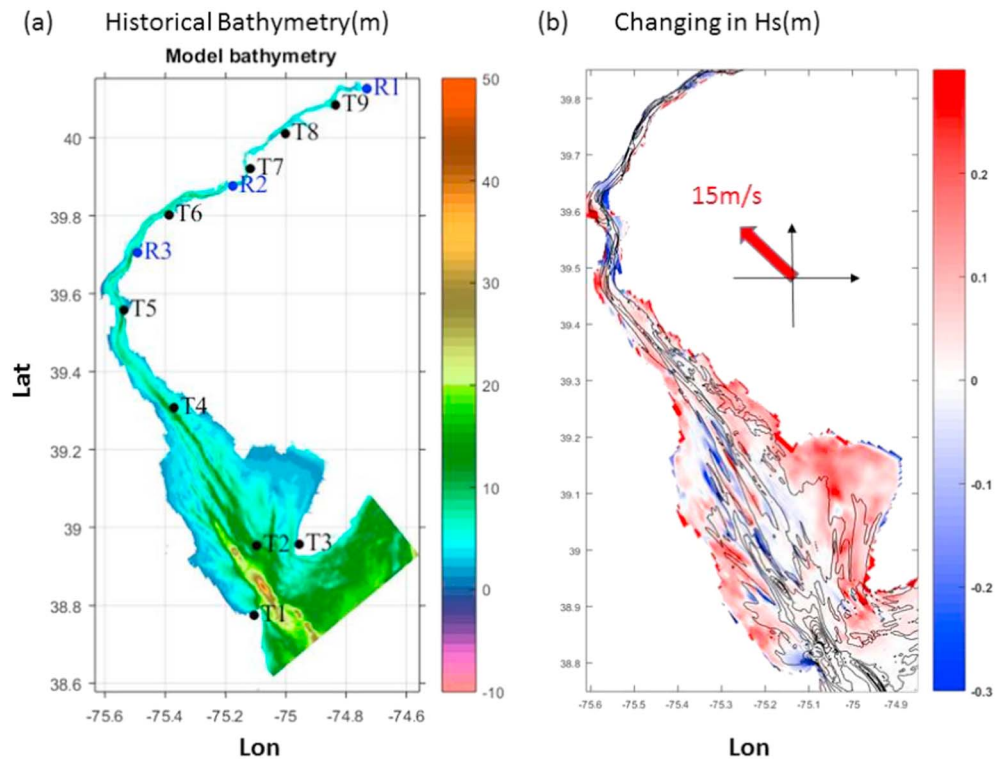 (a) Historical Bathymetry(m)
Model bathymetry
R1
T9
T8
T7
R2
T6
R3
T5
T4
T2
T3
T1
40
39.8
39.6
39.4
39.2
39
38.8
38.6
-75.6
-75.4
-75.2
-75
-74.8
-74.6
Lat
Lon
50
40
30
20
10
0
-10
(b) Changing in Hs(m)
15m/s
39.8
39.7
39.6
39.5
39.4
39.3
39.2
39.1
39
38.9
38.8
-75.6
-75.5
-75.4
-75.3
-75.2
-75.1
-75
-74.9
Lon
0.2
0.1
0
-0.1
-0.2
-0.3